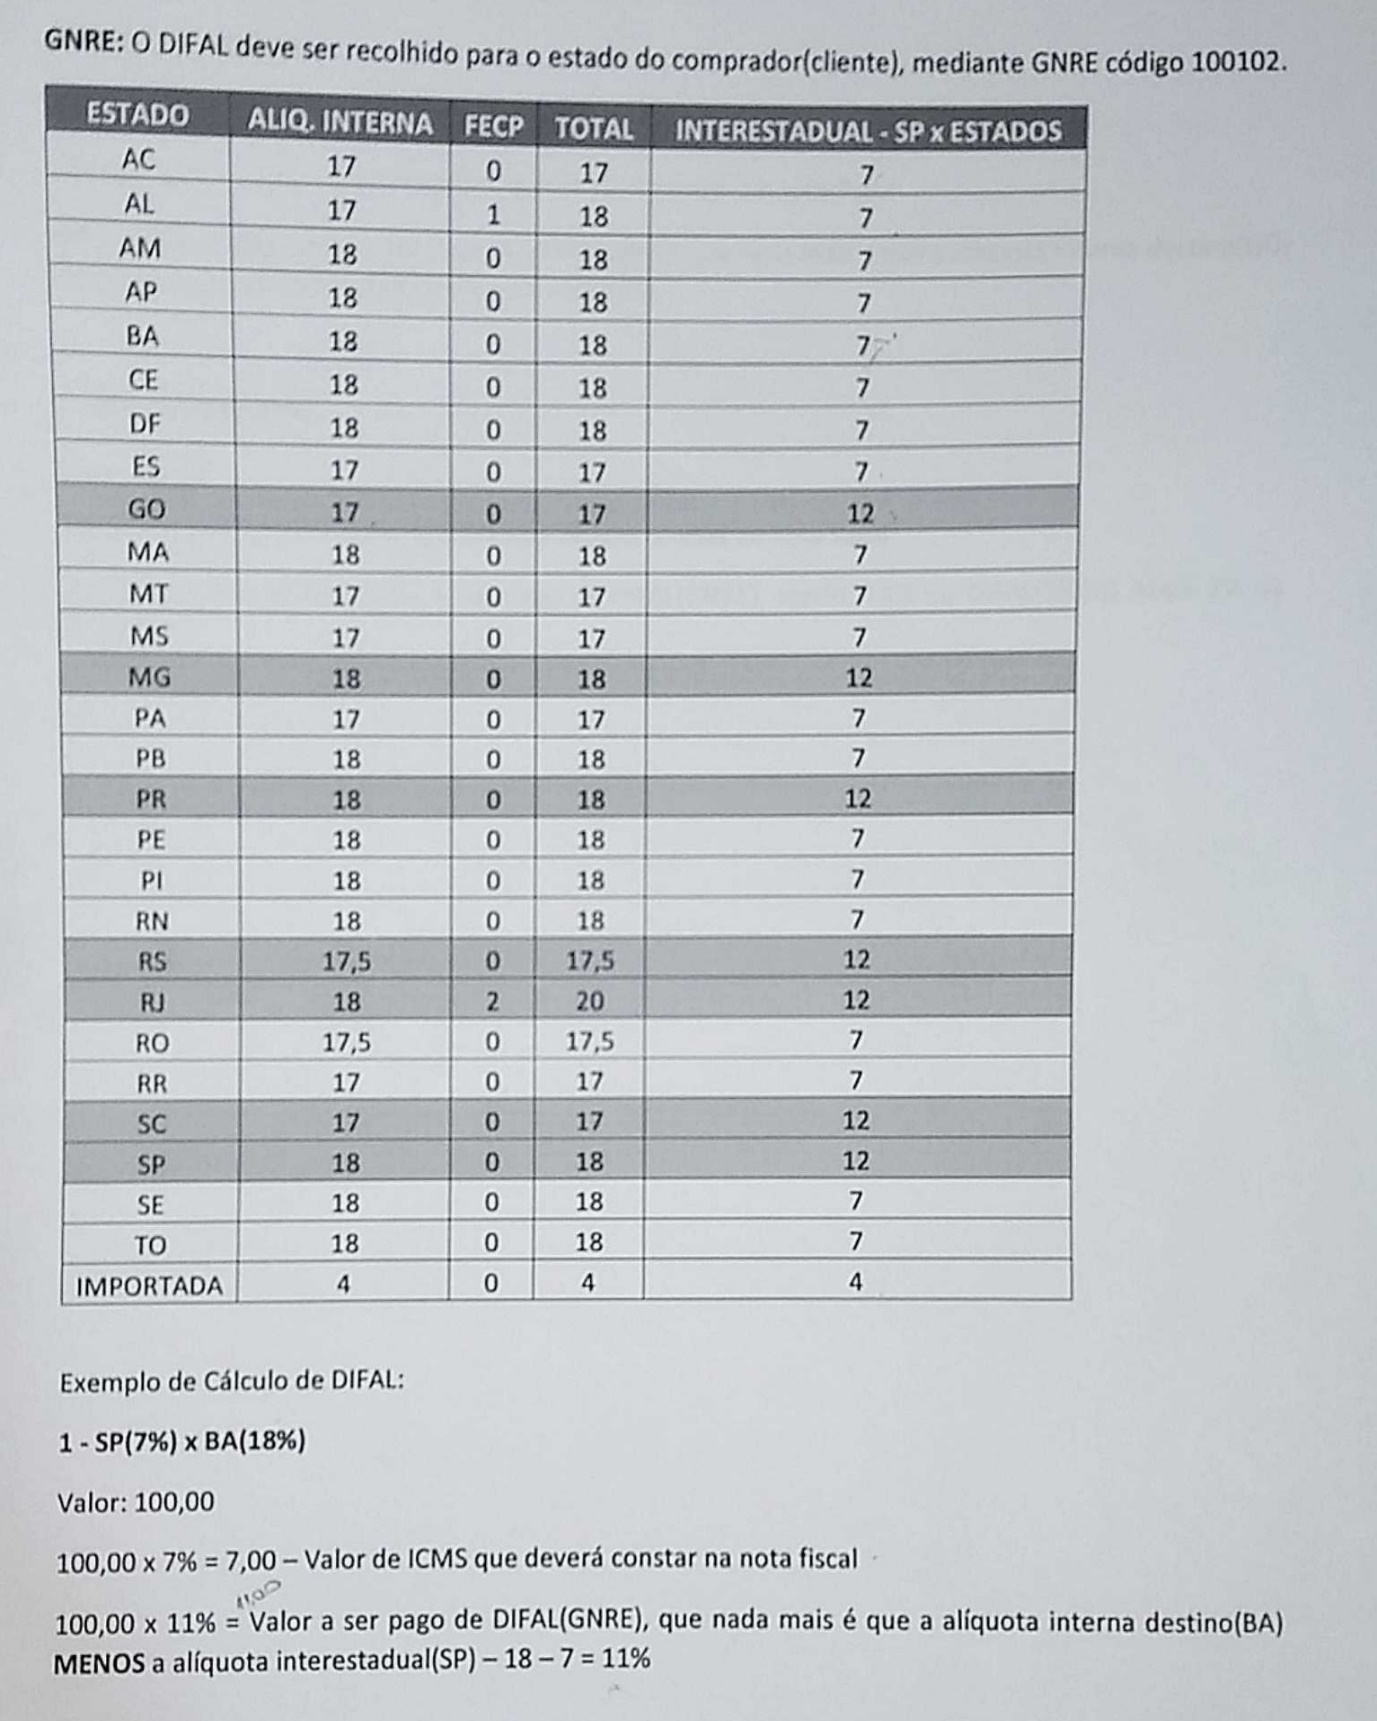 GNRE: O DIFAL deve ser recolhido para o estado do comprador(cliente), mediante GNRE código 100102.
ESTADO ALIQ. INTERNA FECP TOTAL INTERESTADUAL - SP x ESTADOS
AC 17 0 17 7
AL 17 1 18 7
AM 18 0 18 7
AP 18 0 18 7
BA 18 0 18 7
CE 18 0 18 7
DF 18 0 18 7
ES 17 0 17 7
GO 17 0 17 12
MA 18 0 18 7
MT 17 0 17 7
MS 17 0 17 7
MG 18 0 18 12
PA 17 0 17 7
PB 18 0 18 7
PR 18 0 18 12
PE 18 0 18 7
PI 18 0 18 7
RN 18 0 18 7
RS 17,5 0 17,5 12
RJ 18 2 20 12
RO 17,5 0 17,5 7
RR 17 0 17 7
SC 17 0 17 12
SP 18 0 18 12
SE 18 0 18 7
TO 18 0 18 7
IMPORTADA 4 0 4 4
Exemplo de Cálculo de DIFAL:
1 - SP(7%) x BA(18%)
Valor: 100,00
100,00 x 7% = 7,00 – Valor de ICMS que deverá constar na nota fiscal
11,00
100,00 x 11% = Valor a ser pago de DIFAL(GNRE), que nada mais é que a alíquota interna destino(BA)
MENOS a alíquota interestadual(SP) – 18 – 7 = 11%